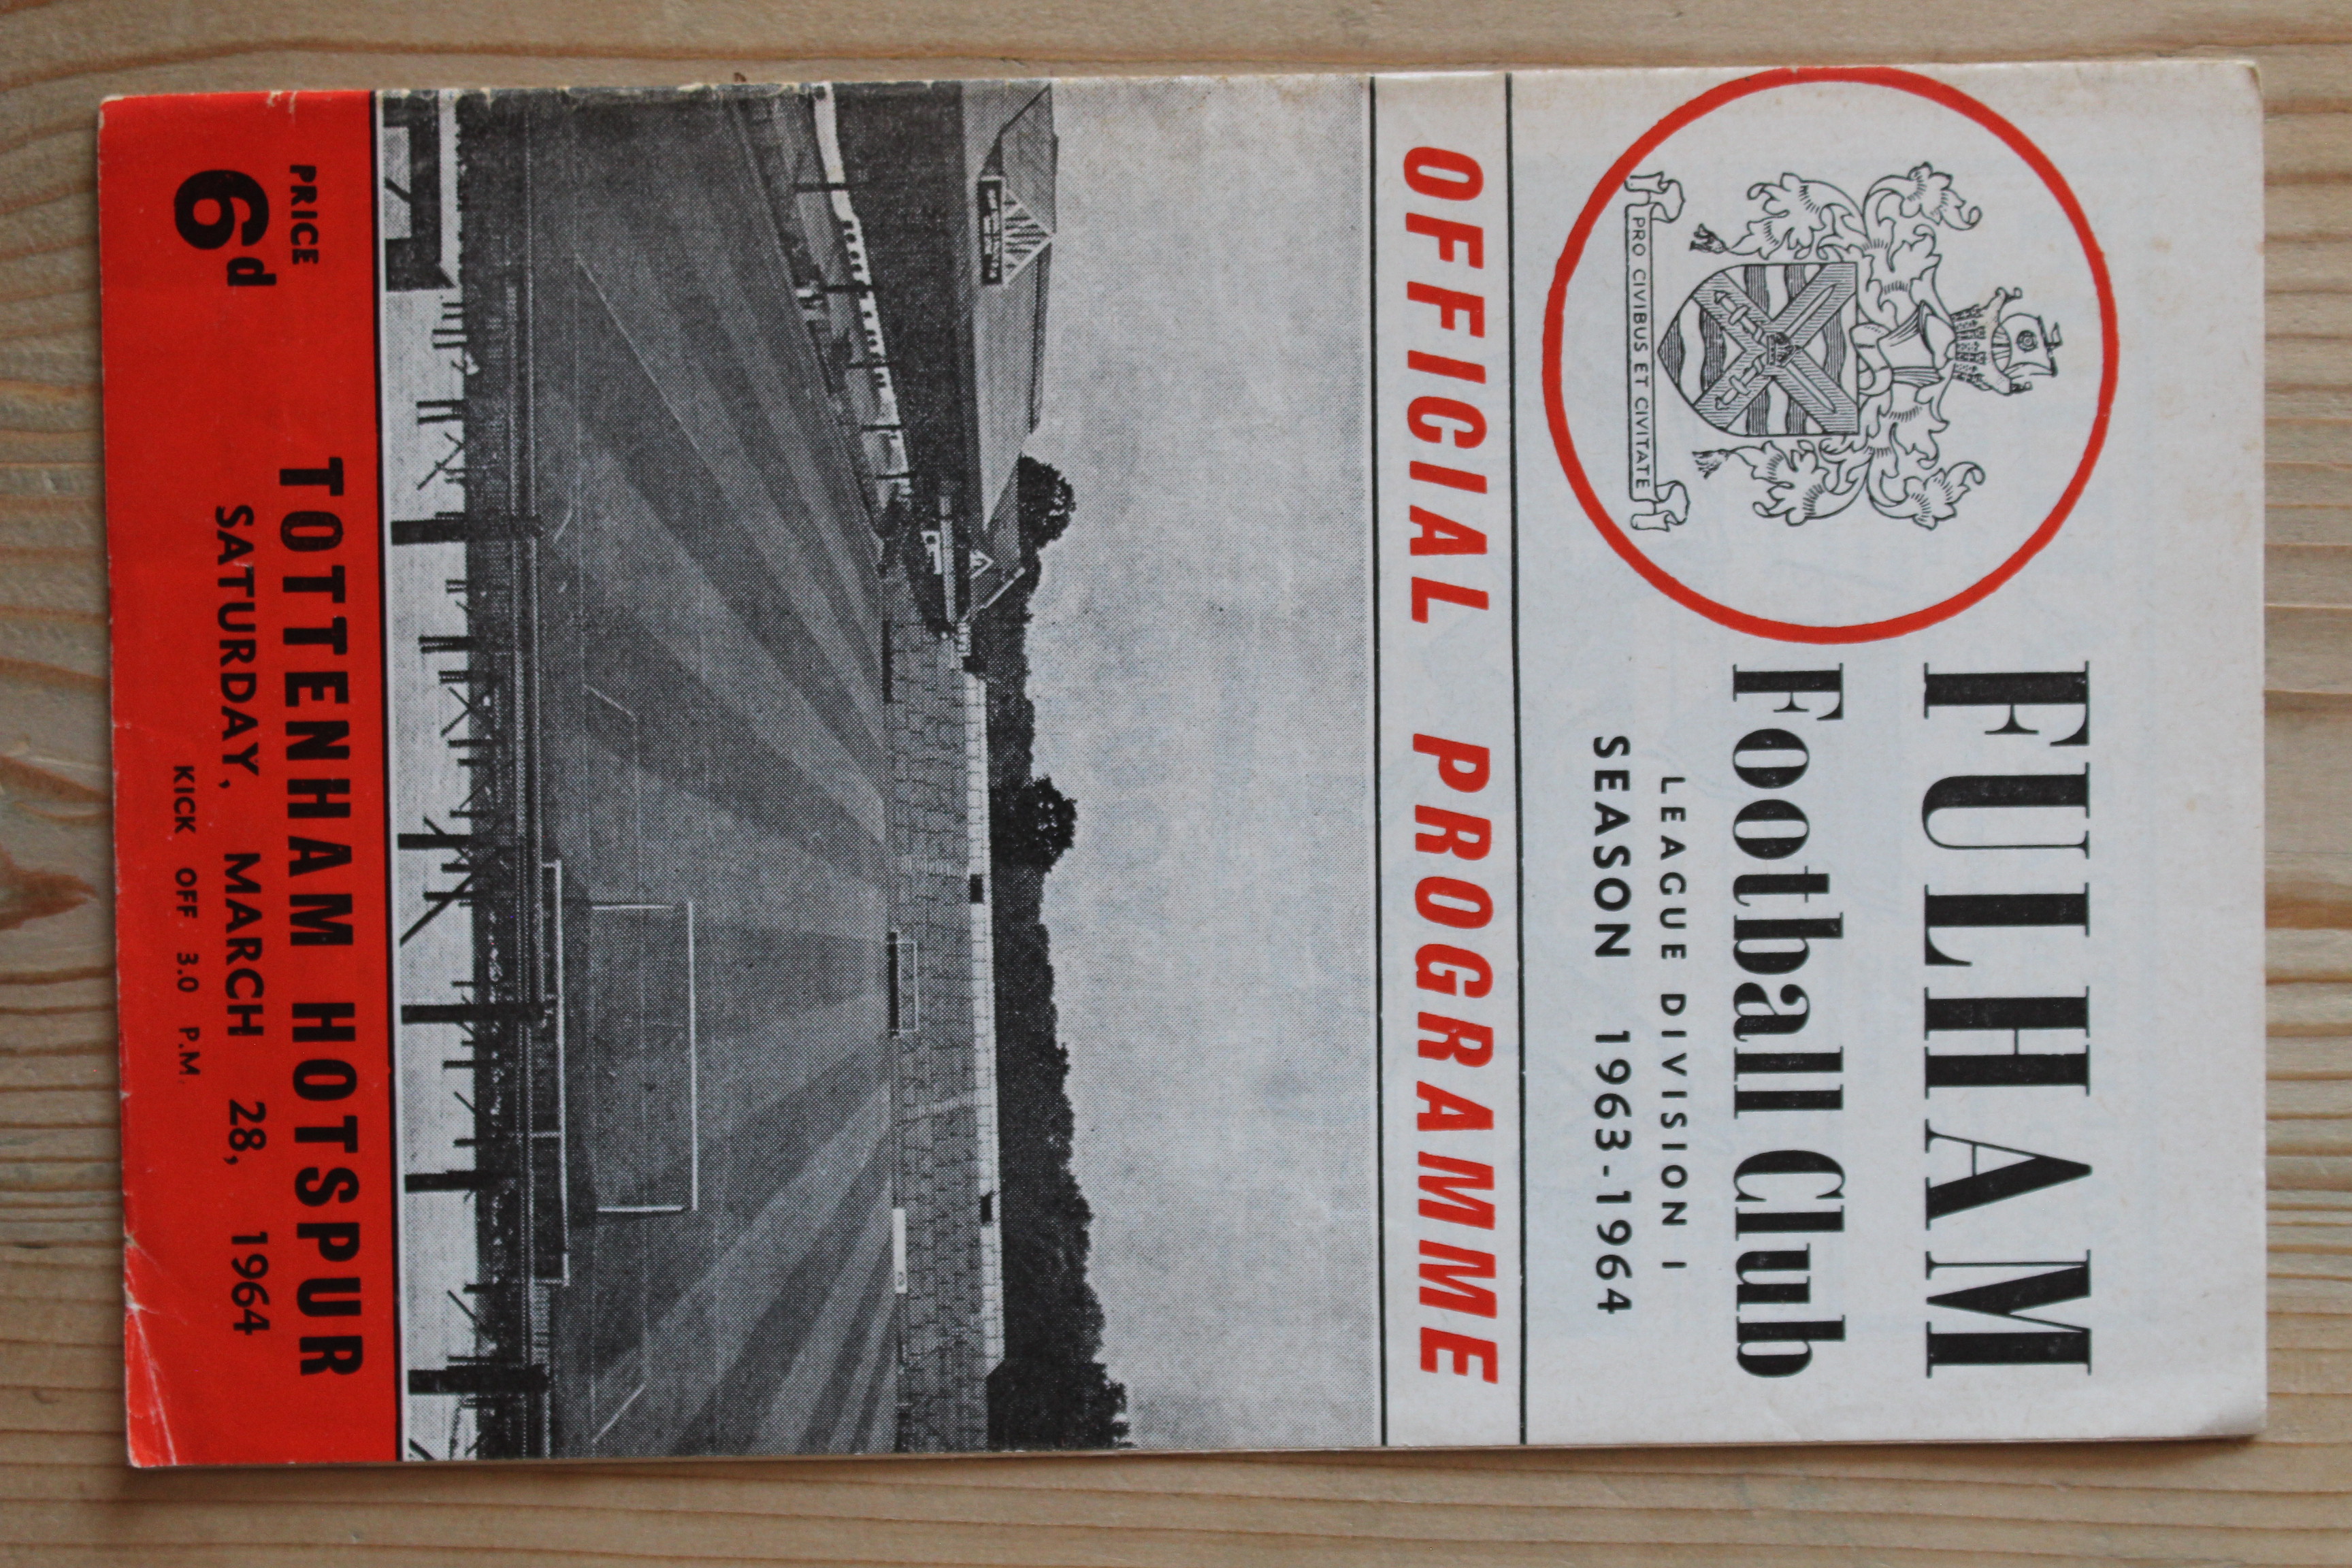 FULHAM
Football Club
LEAGUE DIVISION I
SEASON 1963-1964
PRO CIVIBUS ET CIVITATE
OFFICIAL PROGRAMME
PRICE
6d
TOTTENHAM HOTSPUR
SATURDAY, MARCH 28, 1964
KICK OFF 3.0 P.M.